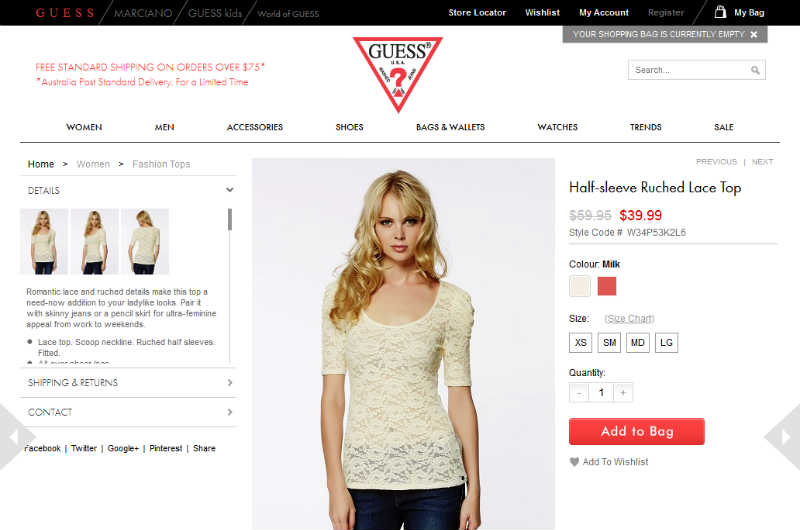 GUESS MARCIANO GUESS kids World of GUESS Store Locator Wishlist My Account Register My Bag
YOUR SHOPPING BAG IS CURRENTLY EMPTY ×
FREE STANDARD SHIPPING ON ORDERS OVER $75*
*Australia Post Standard Delivery. For a Limited Time
GUESS®
U.S.A.
?
Search...
WOMEN MEN ACCESSORIES SHOES BAGS & WALLETS WATCHES TRENDS SALE
Home > Women > Fashion Tops
PREVIOUS | NEXT
DETAILS
Romantic lace and ruched details make this top a
need-now addition to your ladylike looks. Pair it
with skinny jeans or a pencil skirt for ultra-feminine
appeal from work to weekends.
Lace top. Scoop neckline. Ruched half sleeves.
Fitted.
SHIPPING & RETURNS
CONTACT
Facebook | Twitter | Google+ | Pinterest | Share
Half-sleeve Ruched Lace Top
$59.95 $39.99
Style Code # W34P53K2L6
Colour: Milk
Size: (Size Chart)
XS SM MD LG
Quantity:
- 1 +
Add to Bag
Add To Wishlist